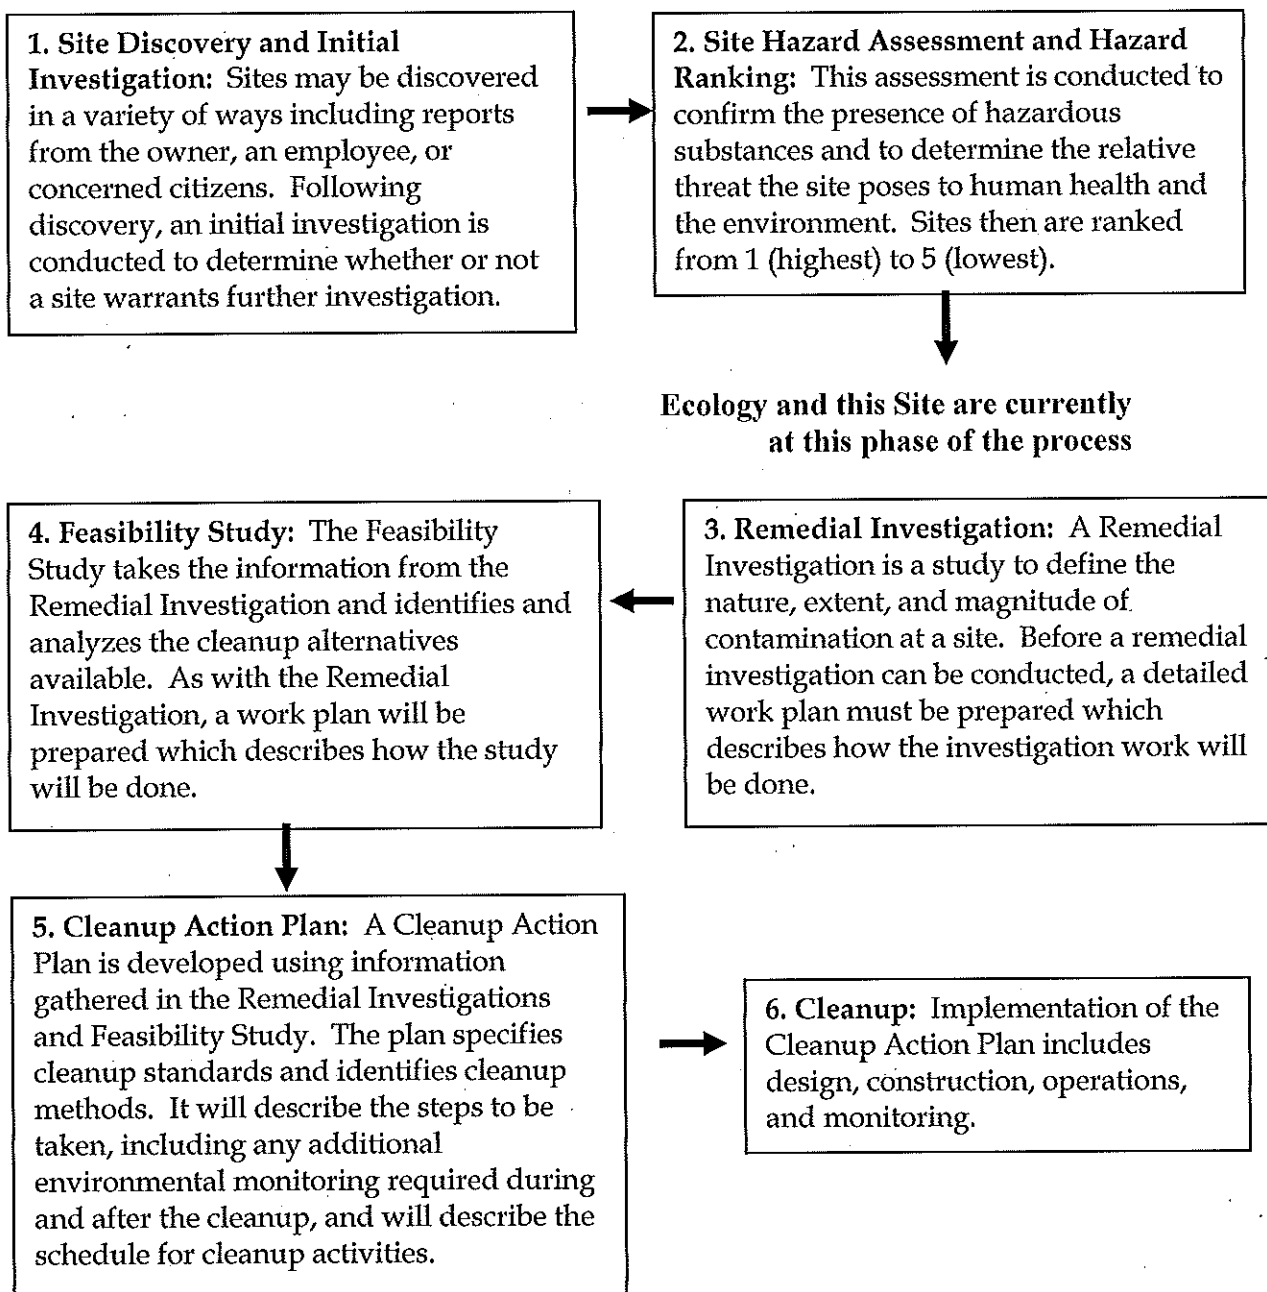 1. Site Discovery and Initial
Investigation: Sites may be discovered
in a variety of ways including reports
from the owner, an employee, or
concerned citizens. Following
discovery, an initial investigation is
conducted to determine whether or not
a site warrants further investigation.
2. Site Hazard Assessment and Hazard
Ranking: This assessment is conducted to
confirm the presence of hazardous
substances and to determine the relative
threat the site poses to human health and
the environment. Sites then are ranked
from 1 (highest) to 5 (lowest).
Ecology and this Site are currently
at this phase of the process
3. Remedial Investigation: A Remedial
Investigation is a study to define the
nature, extent, and magnitude of
contamination at a site. Before a remedial
investigation can be conducted, a detailed
work plan must be prepared which
describes how the investigation work will
be done.
4. Feasibility Study: The Feasibility
Study takes the information from the
Remedial Investigation and identifies and
analyzes the cleanup alternatives
available. As with the Remedial
Investigation, a work plan will be
prepared which describes how the study
will be done.
5. Cleanup Action Plan: A Cleanup Action
Plan is developed using information
gathered in the Remedial Investigations
and Feasibility Study. The plan specifies
cleanup standards and identifies cleanup
methods. It will describe the steps to be
taken, including any additional
environmental monitoring required during
and after the cleanup, and will describe the
schedule for cleanup activities.
6. Cleanup: Implementation of the
Cleanup Action Plan includes
design, construction, operations,
and monitoring.